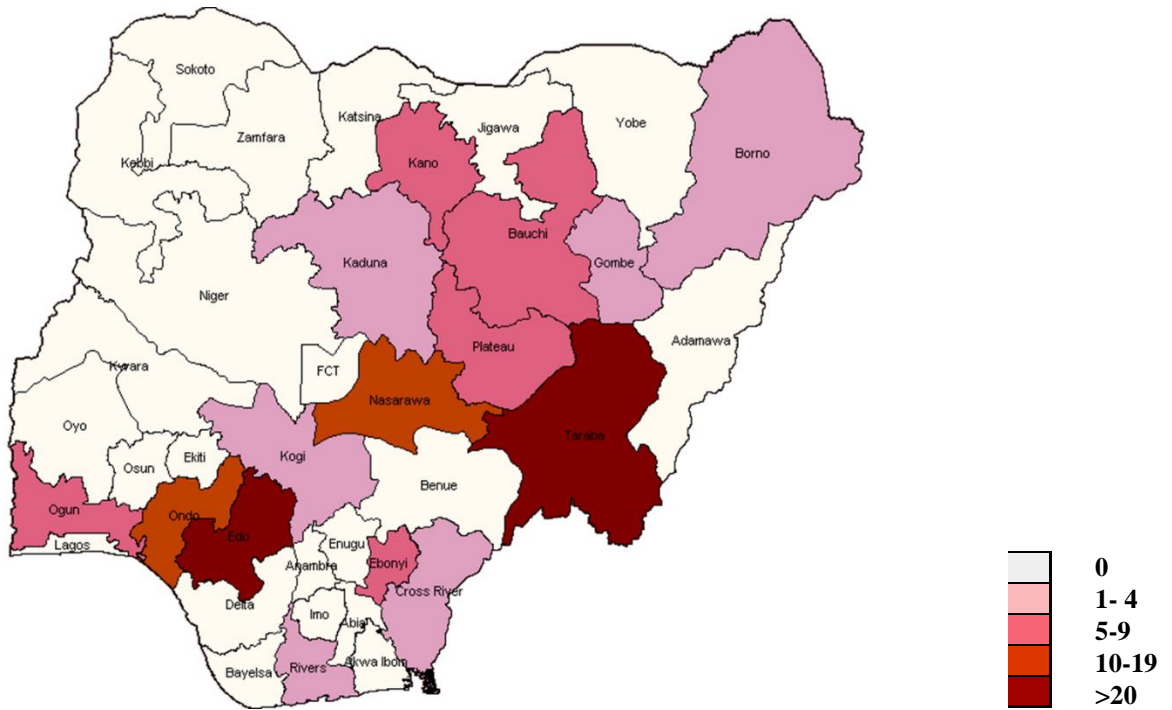 Sokoto
Katsina
Jigawa
Yobe
Zamfara
Borno
Kebbi
Kano
Bauchi
Kaduna
Gombe
Niger
Adamawa
Plateau
Kwara
FCT
Nasarawa
Oyo
Taraba
Kogi
Osun
Ekiti
Benue
Ogun
Ondo
Edo
Lagos
Enugu
Anambra
Ebonyi
Cross River
Delta
Imo
Abia
Bayelsa
Rivers
Akwa Ibom
0
1- 4
5-9
10-19
>20